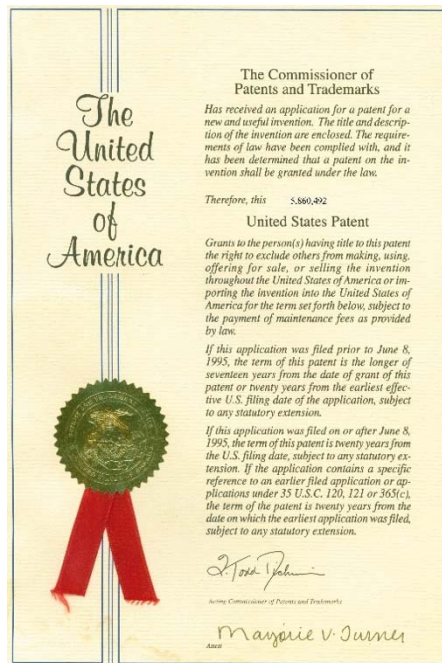 The
United
States
of
America
The Commissioner of
Patents and Trademarks
Has received an application for a patent for a
new and useful invention. The title and descrip-
tion of the invention are enclosed. The require-
ments of law have been complied with, and it
has been determined that a patent on the in-
vention shall be granted under the law.
Therefore, this 5,860,492
United States Patent
Grants to the person(s) having title to this patent
the right to exclude others from making, using,
offering for sale, or selling the invention
throughout the United States of America or im-
porting the invention into the United States of
America for the term set forth below, subject to
the payment of maintenance fees as provided
by law.
If this application was filed prior to June 8,
1995, the term of this patent is the longer of
seventeen years from the date of grant of this
patent or twenty years from the earliest effec-
tive U.S. filing date of the application, subject
to any statutory extension.
If this application was filed on or after June 8,
1995, the term of this patent is twenty years from
the U.S. filing date, subject to any statutory ex-
tension. If the application contains a specific
reference to an earlier filed application or ap-
plications under 35 U.S.C. 120, 121 or 365(c),
the term of the patent is twenty years from the
date on which the earliest application was filed,
subject to any statutory extension.
Acting Commissioner of Patents and Trademarks
Marjorie V. Turner
Attest